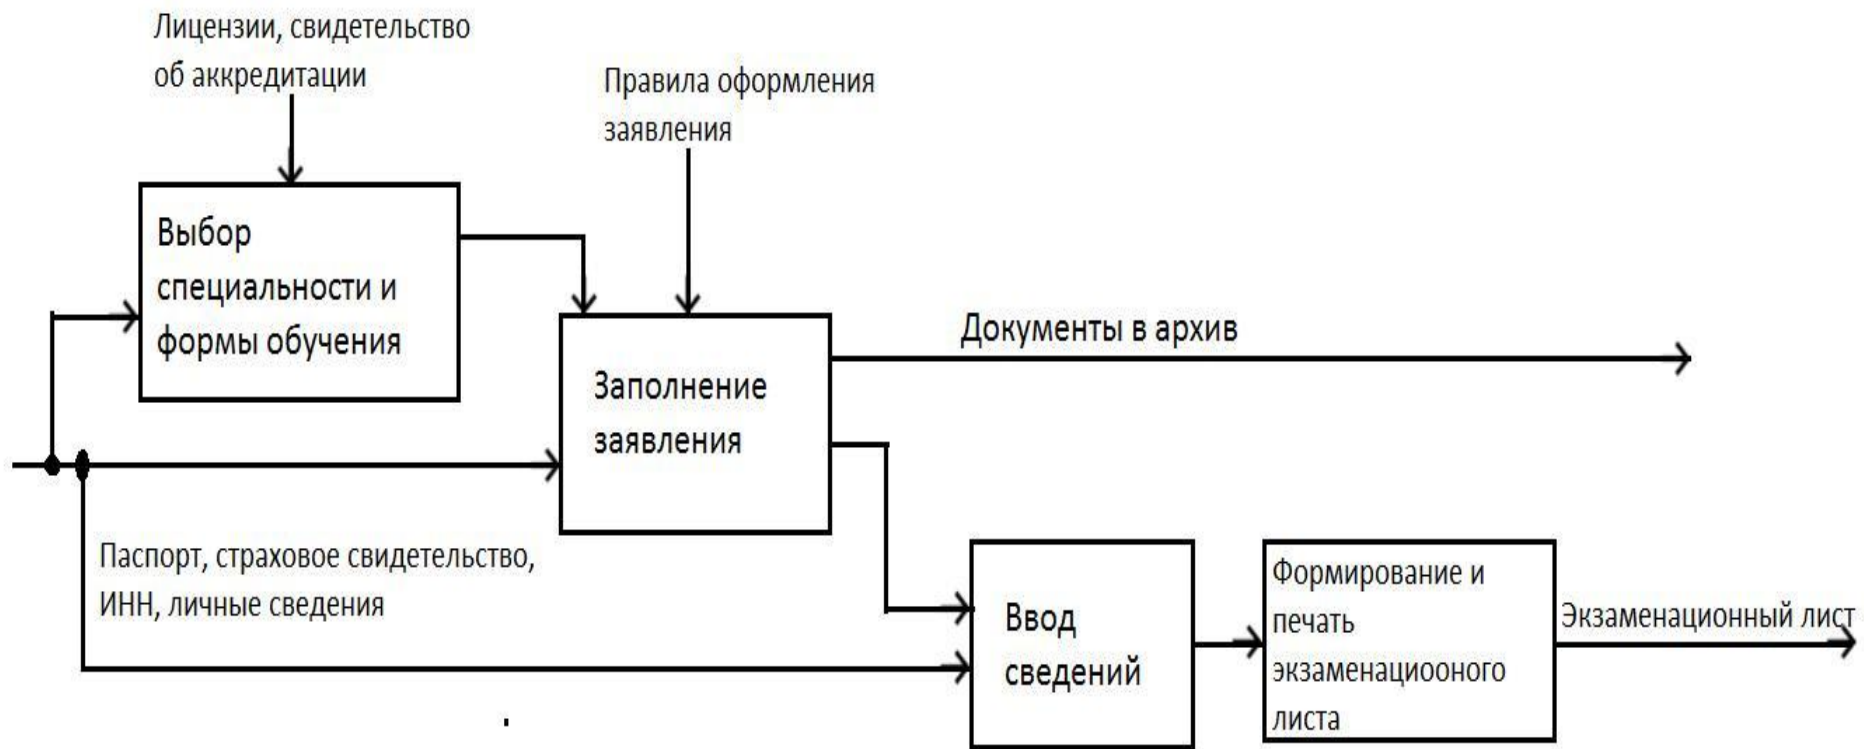 Лицензии, свидетельство
об аккредитации
Правила оформления
заявления
Выбор
специальности и
формы обучения
Документы в архив
Заполнение
заявления
Паспорт, страховое свидетельство,
ИНН, личные сведения
Ввод
сведений
Формирование и
печать
экзаменациооного
листа
Экзаменационный лист